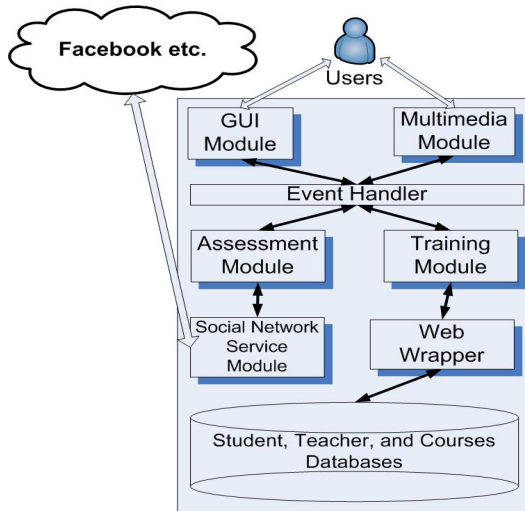 Facebook etc.
Users
GUI
Module
Multimedia
Module
Event Handler
Assessment
Module
Training
Module
Social Network
Service
Module
Web
Wrapper
Student, Teacher, and Courses
Databases